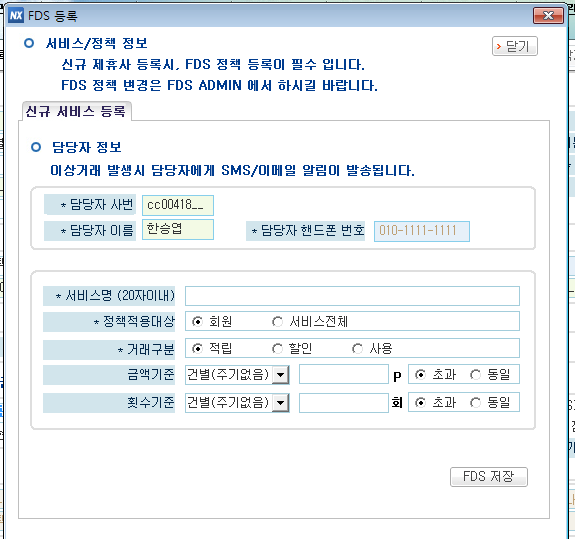 NX FDS 등록
서비스/정책 정보
> 닫기
신규 제휴사 등록시, FDS 정책 등록이 필수 입니다.
FDS 정책 변경은 FDS ADMIN 에서 하시길 바랍니다.
신규 서비스 등록
담당자 정보
이상거래 발생시 담당자에게 SMS/이메일 알림이 발송됩니다.
* 담당자 사번 cc00418__
* 담당자 이름 한승엽 * 담당자 핸드폰 번호 010-1111-1111
* 서비스명 (20자이내)
* 정책적용대상 회원 서비스전체
* 거래구분 적립 할인 사용
금액기준 건별(주기없음) P 초과 동일
횟수기준 건별(주기없음) 회 초과 동일
FDS 저장